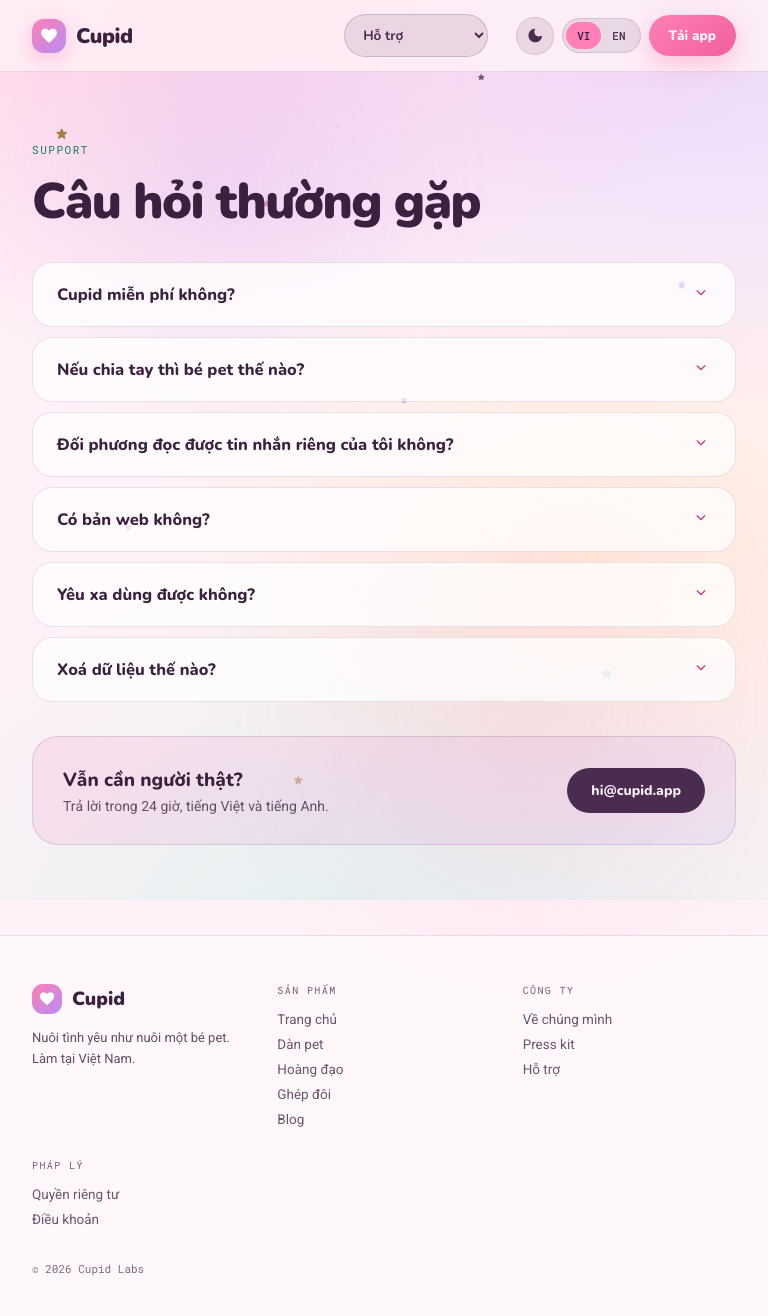 Cupid
Hỗ trợ
VI
EN
Tải app
SUPPORT
Câu hỏi thường gặp
Cupid miễn phí không?
Nếu chia tay thì bé pet thế nào?
Đối phương đọc được tin nhắn riêng của tôi không?
Có bản web không?
Yêu xa dùng được không?
Xoá dữ liệu thế nào?
Vẫn cần người thật?
Trả lời trong 24 giờ, tiếng Việt và tiếng Anh.
hi@cupid.app
Cupid
Nuôi tình yêu như nuôi một bé pet.
Làm tại Việt Nam.
SẢN PHẨM
Trang chủ
Dàn pet
Hoàng đạo
Ghép đôi
Blog
CÔNG TY
Về chúng mình
Press kit
Hỗ trợ
PHÁP LÝ
Quyền riêng tư
Điều khoản
© 2026 Cupid Labs